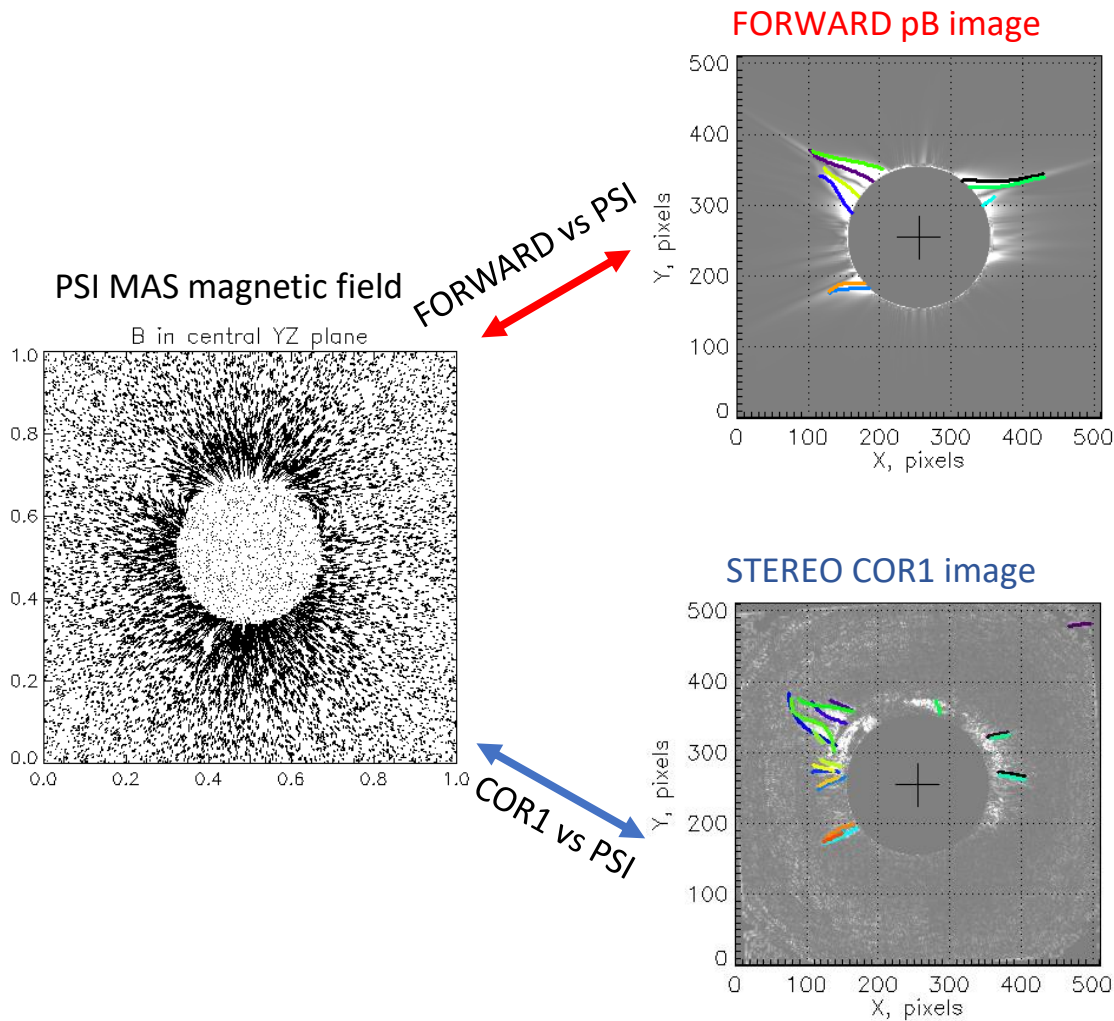 FORWARD pB image
500
400
300
200
100
0
Y, pixels
0 100 200 300 400 500
X, pixels
FORWARD vs PSI
PSI MAS magnetic field
B in central YZ plane
1.0
0.8
0.6
0.4
0.2
0.0
0.0 0.2 0.4 0.6 0.8 1.0
COR1 vs PSI
STEREO COR1 image
500
400
300
200
100
0
Y, pixels
0 100 200 300 400 500
X, pixels